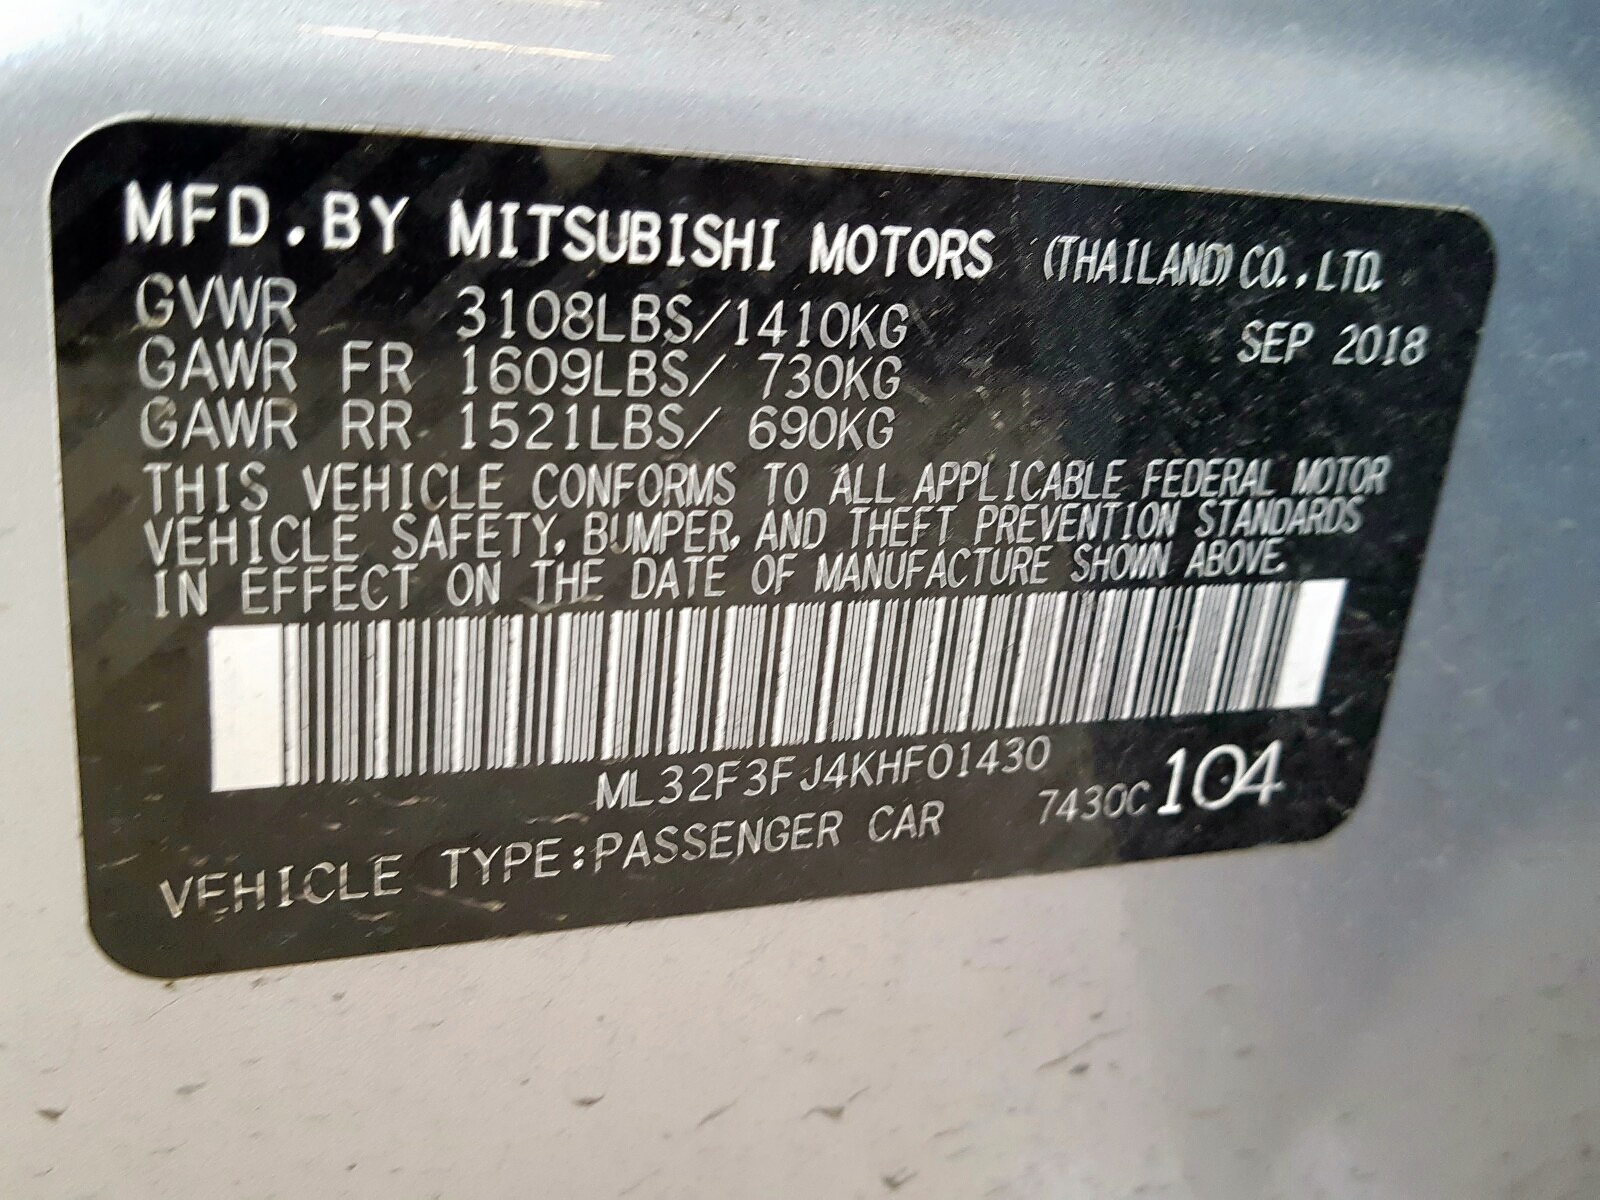 MFD.BY MITSUBISHI MOTORS (THAILAND) CO.,LTD.
GVWR 3108LBS/1410KG SEP 2018
GAWR FR 1609LBS/ 730KG
GAWR RR 1521LBS/ 690KG
THIS VEHICLE CONFORMS TO ALL APPLICABLE FEDERAL MOTOR
VEHICLE SAFETY, BUMPER, AND THEFT PREVENTION STANDARDS
IN EFFECT ON THE DATE OF MANUFACTURE SHOWN ABOVE.
ML32F3FJ4KHF01430
VEHICLE TYPE:PASSENGER CAR 7430C 104